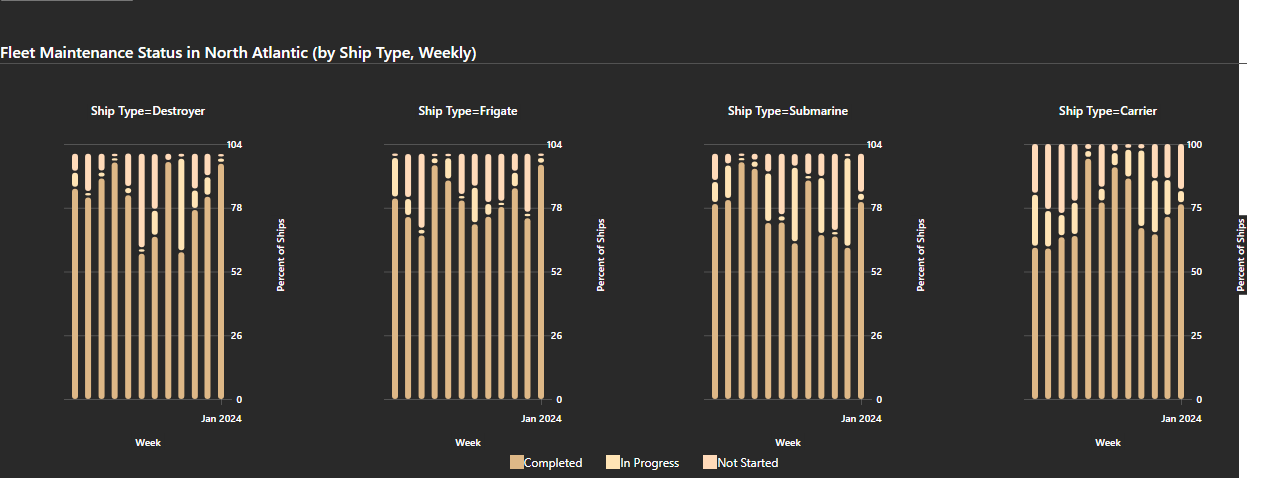 Fleet Maintenance Status in North Atlantic (by Ship Type, Weekly)
Ship Type=Destroyer
104
78
52
26
0
Percent of Ships
Jan 2024
Week
Ship Type=Frigate
104
78
52
26
0
Percent of Ships
Jan 2024
Week
Ship Type=Submarine
104
78
52
26
0
Percent of Ships
Jan 2024
Week
Ship Type=Carrier
100
75
50
25
0
Percent of Ships
Jan 2024
Week
Completed
In Progress
Not Started